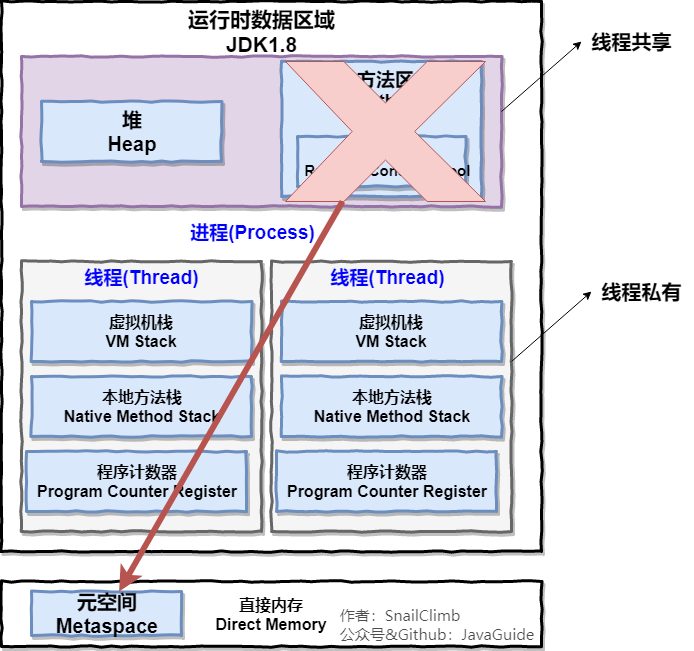 运行时数据区域
JDK1.8
线程共享
方法区
堆
Heap
进程(Process)
线程(Thread)
线程(Thread)
线程私有
虚拟机栈
VM Stack
虚拟机栈
VM Stack
本地方法栈
Native Method Stack
本地方法栈
Native Method Stack
程序计数器
Program Counter Register
程序计数器
Program Counter Register
元空间
Metaspace
直接内存
Direct Memory
作者：SnailClimb
公众号&Github：JavaGuide